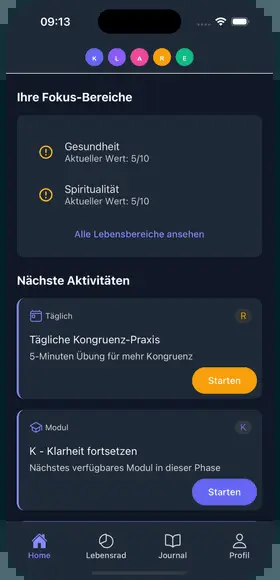 09:13
K L A R E
Ihre Fokus-Bereiche
Gesundheit
Aktueller Wert: 5/10
Spiritualität
Aktueller Wert: 5/10
Alle Lebensbereiche ansehen
Nächste Aktivitäten
Täglich R
Tägliche Kongruenz-Praxis
5-Minuten Übung für mehr Kongruenz
Starten
Modul K
K - Klarheit fortsetzen
Nächstes verfügbares Modul in dieser Phase
Starten
Home Lebensrad Journal Profil